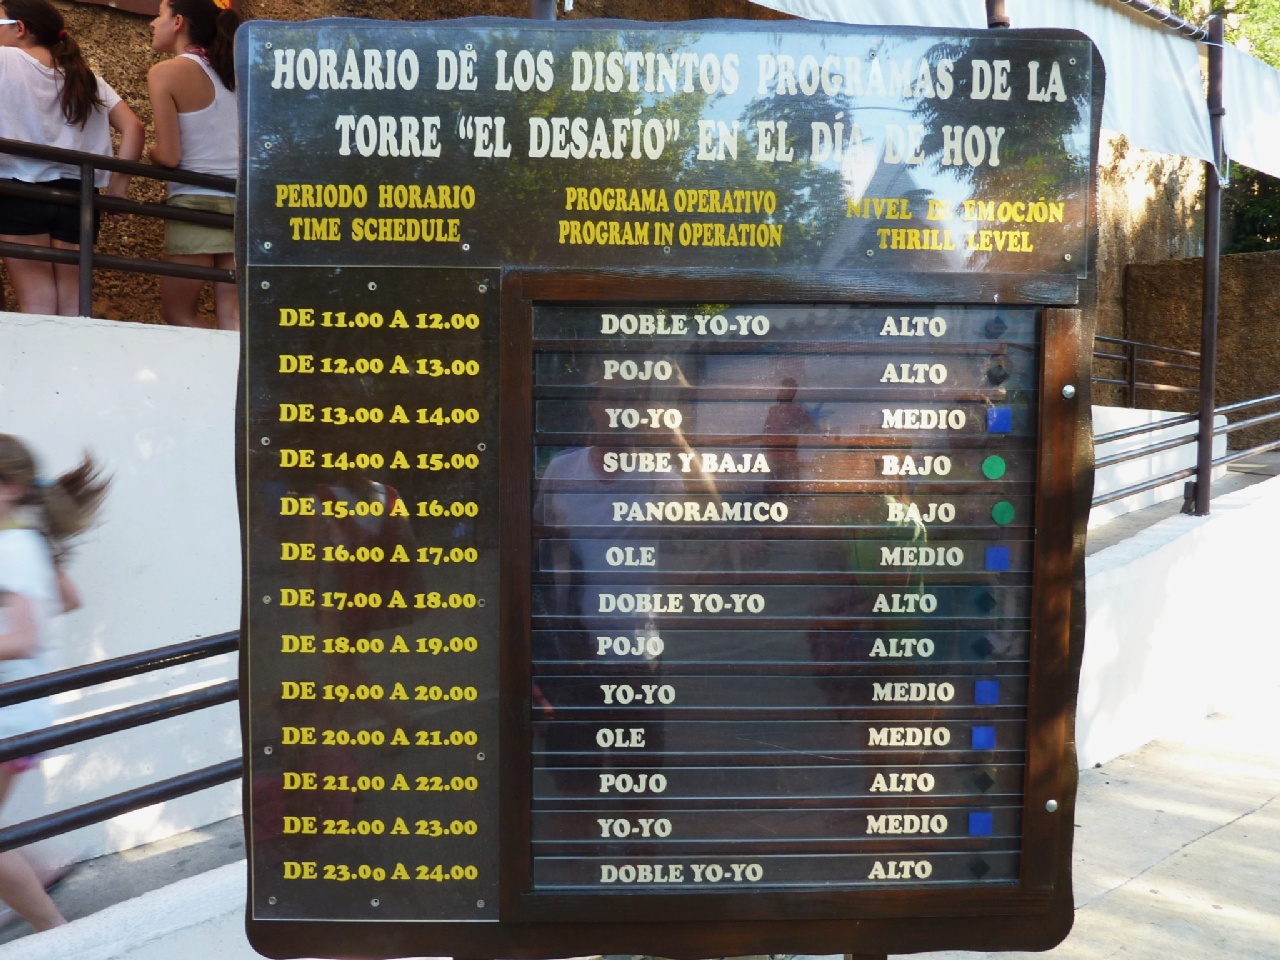 HORARIO DE LOS DISTINTOS PROGRAMAS DE LA
TORRE “EL DESAFÍO” EN EL DÍA DE HOY
PERIODO HORARIO PROGRAMA OPERATIVO NIVEL DE EMOCIÓN
TIME SCHEDULE PROGRAM IN OPERATION THRILL LEVEL
DE 11.00 A 12.00 DOBLE YO-YO ALTO
DE 12.00 A 13.00 POJO ALTO
DE 13.00 A 14.00 YO-YO MEDIO
DE 14.00 A 15.00 SUBE Y BAJA BAJO
DE 15.00 A 16.00 PANORAMICO BAJO
DE 16.00 A 17.00 OLE MEDIO
DE 17.00 A 18.00 DOBLE YO-YO ALTO
DE 18.00 A 19.00 POJO ALTO
DE 19.00 A 20.00 YO-YO MEDIO
DE 20.00 A 21.00 OLE MEDIO
DE 21.00 A 22.00 POJO ALTO
DE 22.00 A 23.00 YO-YO MEDIO
DE 23.00 A 24.00 DOBLE YO-YO ALTO